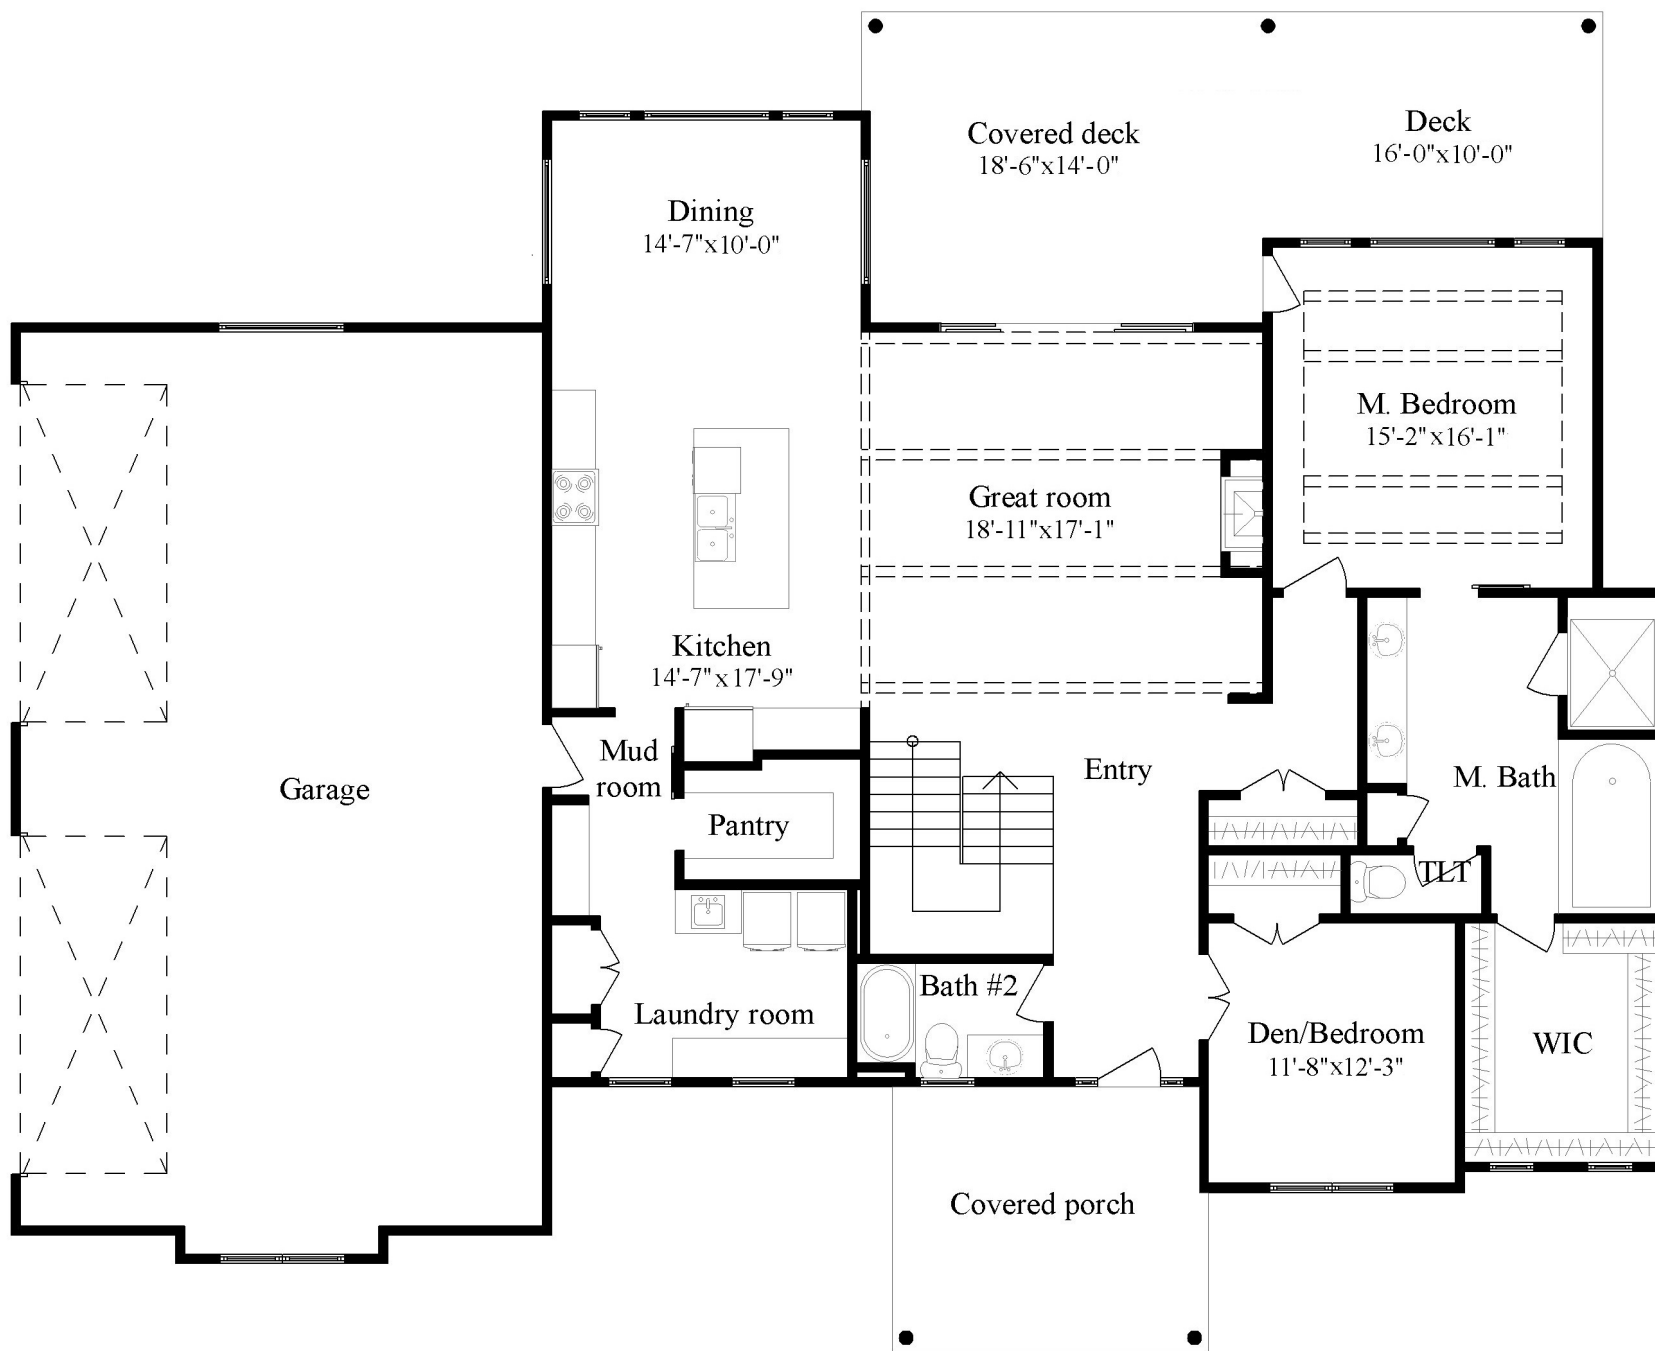 Covered deck
18'-6"x14'-0"
Deck
16'-0"x10'-0"
Dining
14'-7"x10'-0"
M. Bedroom
15'-2"x16'-1"
Great room
18'-11"x17'-1"
Kitchen
14'-7"x17'-9"
Mud
room
Entry
Garage
M. Bath
Pantry
TLT
Bath #2
Laundry room
Den/Bedroom
11'-8"x12'-3"
WIC
Covered porch